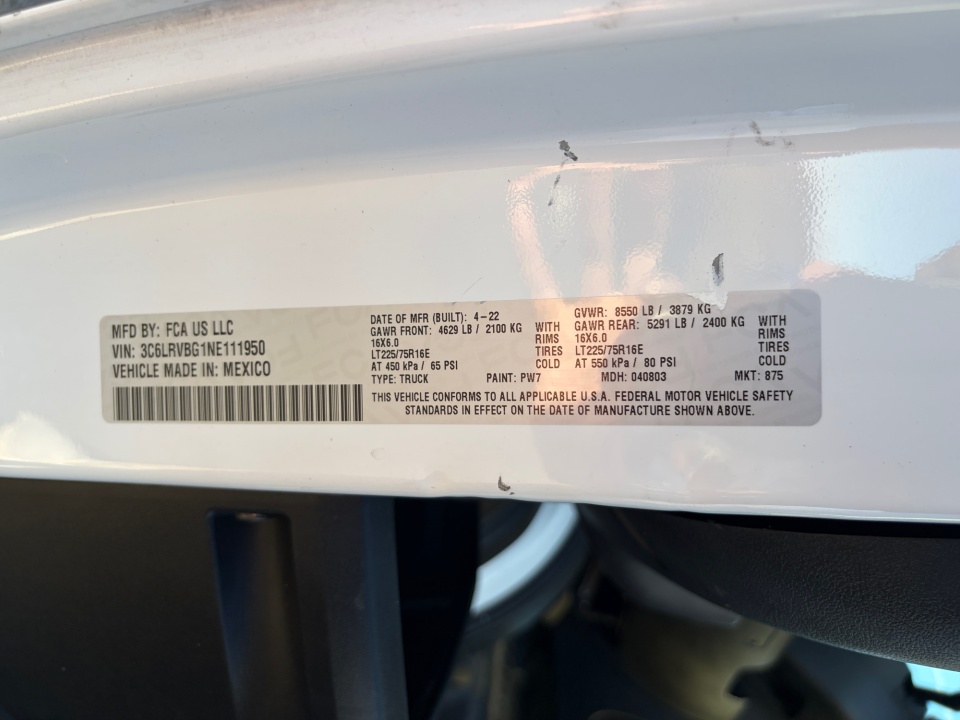 MFD BY: FCA US LLC
VIN: 3C6LRVBG1NE111950
VEHICLE MADE IN: MEXICO
DATE OF MFR (BUILT): 4-22
GAWR FRONT: 4629 LB / 2100 KG WITH
16X6.0 RIMS
LT225/75R16E TIRES
AT 450 kPa / 65 PSI COLD
GVWR: 8550 LB / 3879 KG
GAWR REAR: 5291 LB / 2400 KG WITH
16X6.0 RIMS
LT225/75R16E TIRES
AT 550 kPa / 80 PSI COLD
TYPE: TRUCK PAINT: PW7 MDH: 040803 MKT: 875
THIS VEHICLE CONFORMS TO ALL APPLICABLE U.S.A. FEDERAL MOTOR VEHICLE SAFETY
STANDARDS IN EFFECT ON THE DATE OF MANUFACTURE SHOWN ABOVE.